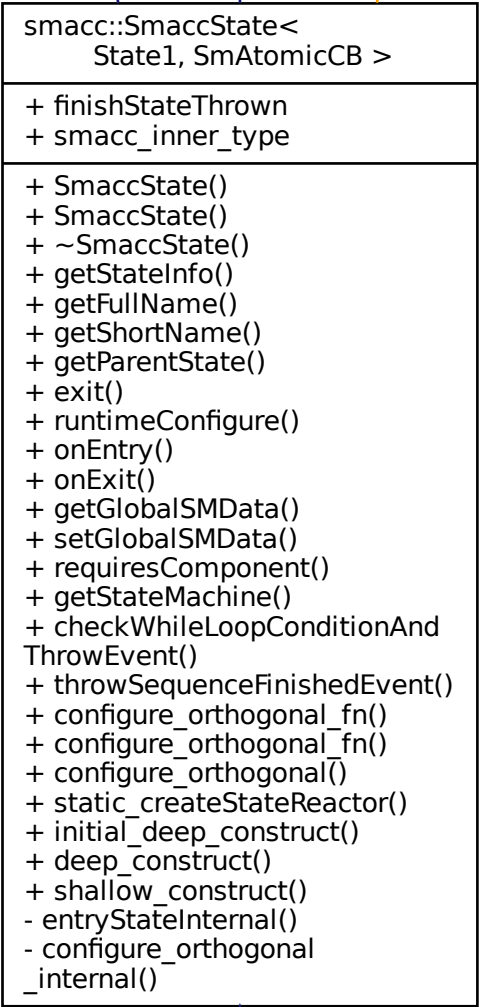 smacc::SmaccState<
State1, SmAtomicCB >
+ finishStateThrown
+ smacc_inner_type
+ SmaccState()
+ SmaccState()
+ ~SmaccState()
+ getStateInfo()
+ getFullName()
+ getShortName()
+ getParentState()
+ exit()
+ runtimeConfigure()
+ onEntry()
+ onExit()
+ getGlobalSMData()
+ setGlobalSMData()
+ requiresComponent()
+ getStateMachine()
+ checkWhileLoopConditionAnd
ThrowEvent()
+ throwSequenceFinishedEvent()
+ configure_orthogonal_fn()
+ configure_orthogonal_fn()
+ configure_orthogonal()
+ static_createStateReactor()
+ initial_deep_construct()
+ deep_construct()
+ shallow_construct()
- entryStateInternal()
- configure_orthogonal
_internal()